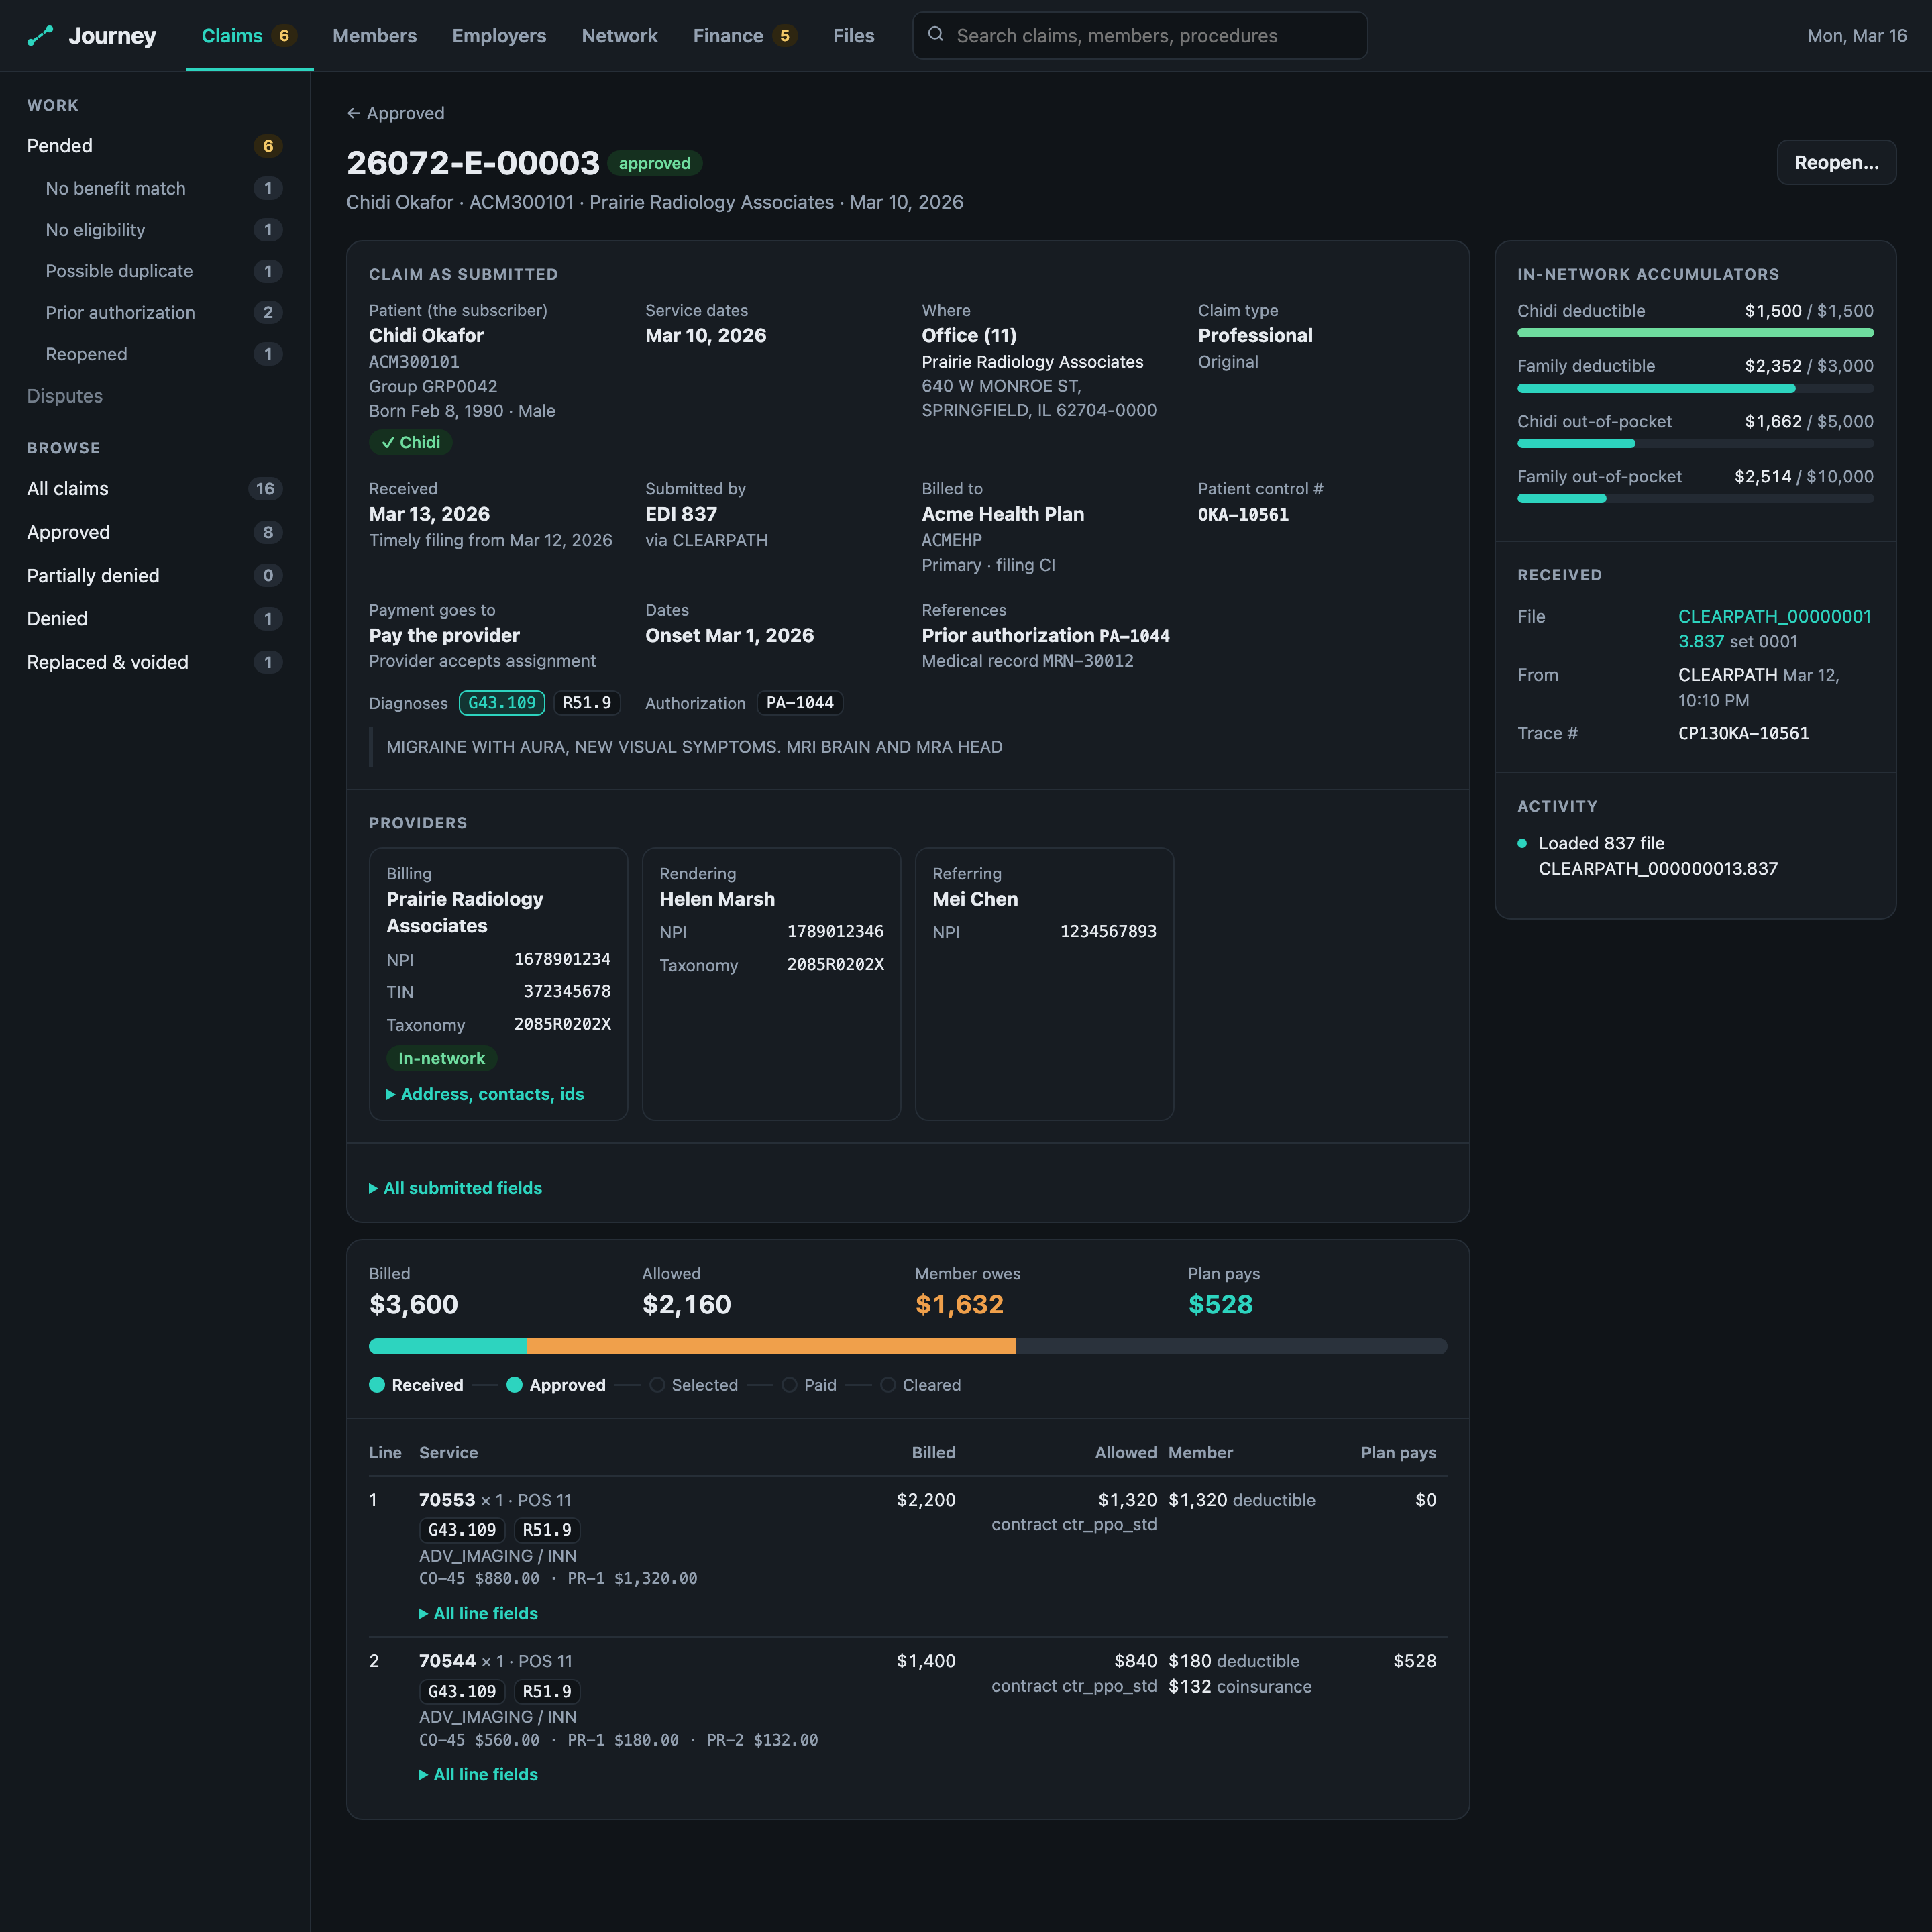 Journey
Claims 6
Members
Employers
Network
Finance 5
Files
Search claims, members, procedures
Mon, Mar 16
WORK
Pended 6
No benefit match 1
No eligibility 1
Possible duplicate 1
Prior authorization 2
Reopened 1
Disputes
BROWSE
All claims 16
Approved 8
Partially denied 0
Denied 1
Replaced & voided 1
← Approved
26072-E-00003 approved
Reopen...
Chidi Okafor · ACM300101 · Prairie Radiology Associates · Mar 10, 2026
CLAIM AS SUBMITTED
Patient (the subscriber)
Chidi Okafor
ACM300101
Group GRP0042
Born Feb 8, 1990 · Male
✓ Chidi
Service dates
Mar 10, 2026
Where
Office (11)
Prairie Radiology Associates
640 W MONROE ST,
SPRINGFIELD, IL 62704-0000
Claim type
Professional
Original
Received
Mar 13, 2026
Timely filing from Mar 12, 2026
Submitted by
EDI 837
via CLEARPATH
Billed to
Acme Health Plan
ACMEHP
Primary · filing CI
Patient control #
OKA-10561
Payment goes to
Pay the provider
Provider accepts assignment
Dates
Onset Mar 1, 2026
References
Prior authorization PA-1044
Medical record MRN-30012
Diagnoses G43.109 R51.9
Authorization PA-1044
MIGRAINE WITH AURA, NEW VISUAL SYMPTOMS. MRI BRAIN AND MRA HEAD
PROVIDERS
Billing
Prairie Radiology
Associates
NPI 1678901234
TIN 372345678
Taxonomy 2085R0202X
In-network
▶ Address, contacts, ids
Rendering
Helen Marsh
NPI 1789012346
Taxonomy 2085R0202X
Referring
Mei Chen
NPI 1234567893
▶ All submitted fields
Billed
$3,600
Allowed
$2,160
Member owes
$1,632
Plan pays
$528
Received Approved Selected Paid Cleared
Line Service Billed Allowed Member Plan pays
1 70553 × 1 · POS 11 $2,200 $1,320 $1,320 deductible $0
contract ctr_ppo_std
G43.109 R51.9
ADV_IMAGING / INN
CO-45 $880.00 · PR-1 $1,320.00
▶ All line fields
2 70544 × 1 · POS 11 $1,400 $840 $180 deductible $528
contract ctr_ppo_std $132 coinsurance
G43.109 R51.9
ADV_IMAGING / INN
CO-45 $560.00 · PR-1 $180.00 · PR-2 $132.00
▶ All line fields
IN-NETWORK ACCUMULATORS
Chidi deductible $1,500 / $1,500
Family deductible $2,352 / $3,000
Chidi out-of-pocket $1,662 / $5,000
Family out-of-pocket $2,514 / $10,000
RECEIVED
File CLEARPATH_00000001
3.837 set 0001
From CLEARPATH Mar 12,
10:10 PM
Trace # CP13OKA-10561
ACTIVITY
Loaded 837 file
CLEARPATH_000000013.837